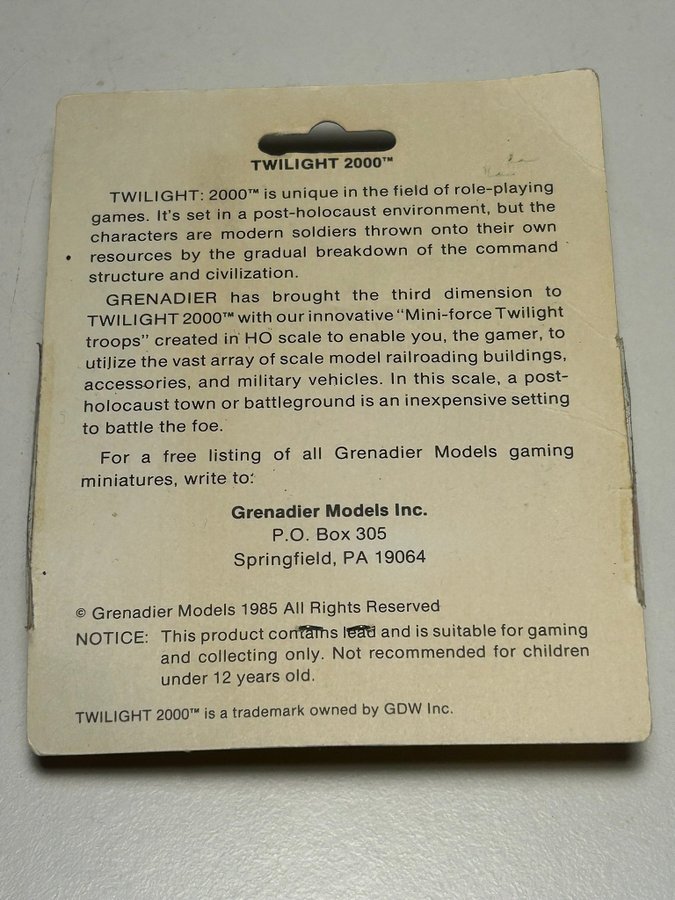 TWILIGHT 2000™
TWILIGHT: 2000™ is unique in the field of role-playing
games. It's set in a post-holocaust environment, but the
characters are modern soldiers thrown onto their own
resources by the gradual breakdown of the command
structure and civilization.
GRENADIER has brought the third dimension to
TWILIGHT 2000™ with our innovative "Mini-force Twilight
troops" created in HO scale to enable you, the gamer, to
utilize the vast array of scale model railroading buildings,
accessories, and military vehicles. In this scale, a post-
holocaust town or battleground is an inexpensive setting
to battle the foe.
For a free listing of all Grenadier Models gaming
miniatures, write to:
Grenadier Models Inc.
P.O. Box 305
Springfield, PA 19064
© Grenadier Models 1985 All Rights Reserved
NOTICE: This product contains lead and is suitable for gaming
and collecting only. Not recommended for children
under 12 years old.
TWILIGHT 2000™ is a trademark owned by GDW Inc.